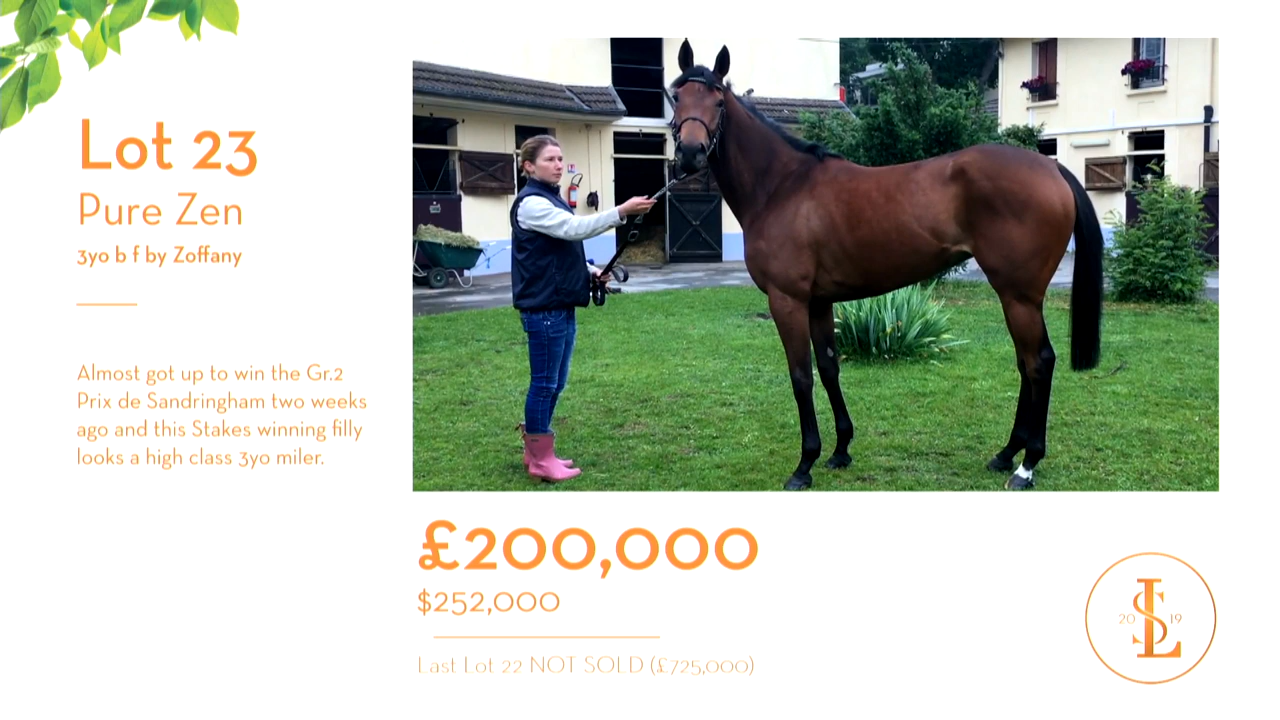 Lot 23
Pure Zen
3yo b f by Zoffany
Almost got up to win the Gr.2
Prix de Sandringham two weeks
ago and this Stakes winning filly
looks a high class 3yo miler.
£200,000
$252,000
Last Lot 22 NOT SOLD (£725,000)
20 SL 19